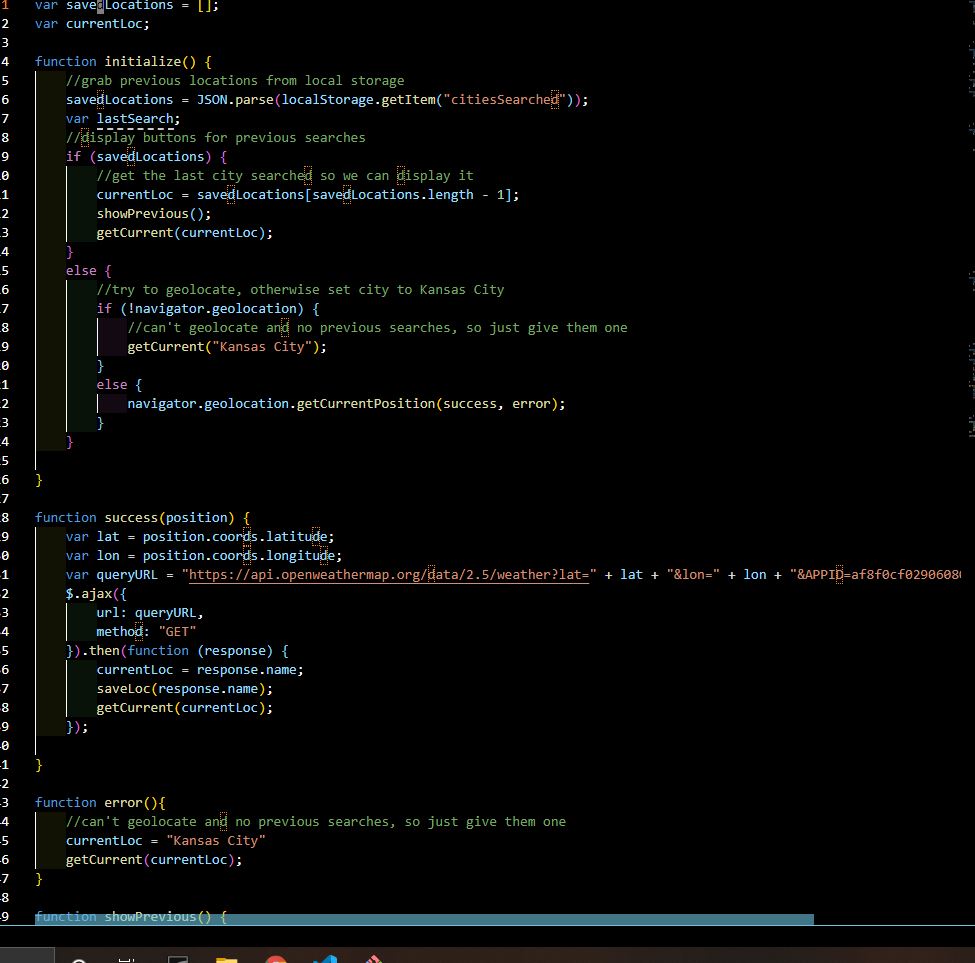 1 var savedLocations = [];
2 var currentLoc;
3
4 function initialize() {
5 //grab previous locations from local storage
6 savedLocations = JSON.parse(localStorage.getItem("citiesSearched"));
7 var lastSearch;
8 //display buttons for previous searches
9 if (savedLocations) {
0 //get the last city searched so we can display it
1 currentLoc = savedLocations[savedLocations.length - 1];
2 showPrevious();
3 getCurrent(currentLoc);
4 }
5 else {
6 //try to geolocate, otherwise set city to Kansas City
7 if (!navigator.geolocation) {
8 //can't geolocate and no previous searches, so just give them one
9 getCurrent("Kansas City");
0 }
1 else {
2 navigator.geolocation.getCurrentPosition(success, error);
3 }
4 }
5
6 }
7
8 function success(position) {
9 var lat = position.coords.latitude;
0 var lon = position.coords.longitude;
1 var queryURL = "https://api.openweathermap.org/data/2.5/weather?lat=" + lat + "&lon=" + lon + "&APPID=af8f0cf0290608
2 $.ajax({
3 url: queryURL,
4 method: "GET"
5 }).then(function (response) {
6 currentLoc = response.name;
7 saveLoc(response.name);
8 getCurrent(currentLoc);
9 });
0
1 }
2
3 function error(){
4 //can't geolocate and no previous searches, so just give them one
5 currentLoc = "Kansas City"
6 getCurrent(currentLoc);
7 }
8
9 function showPrevious() {